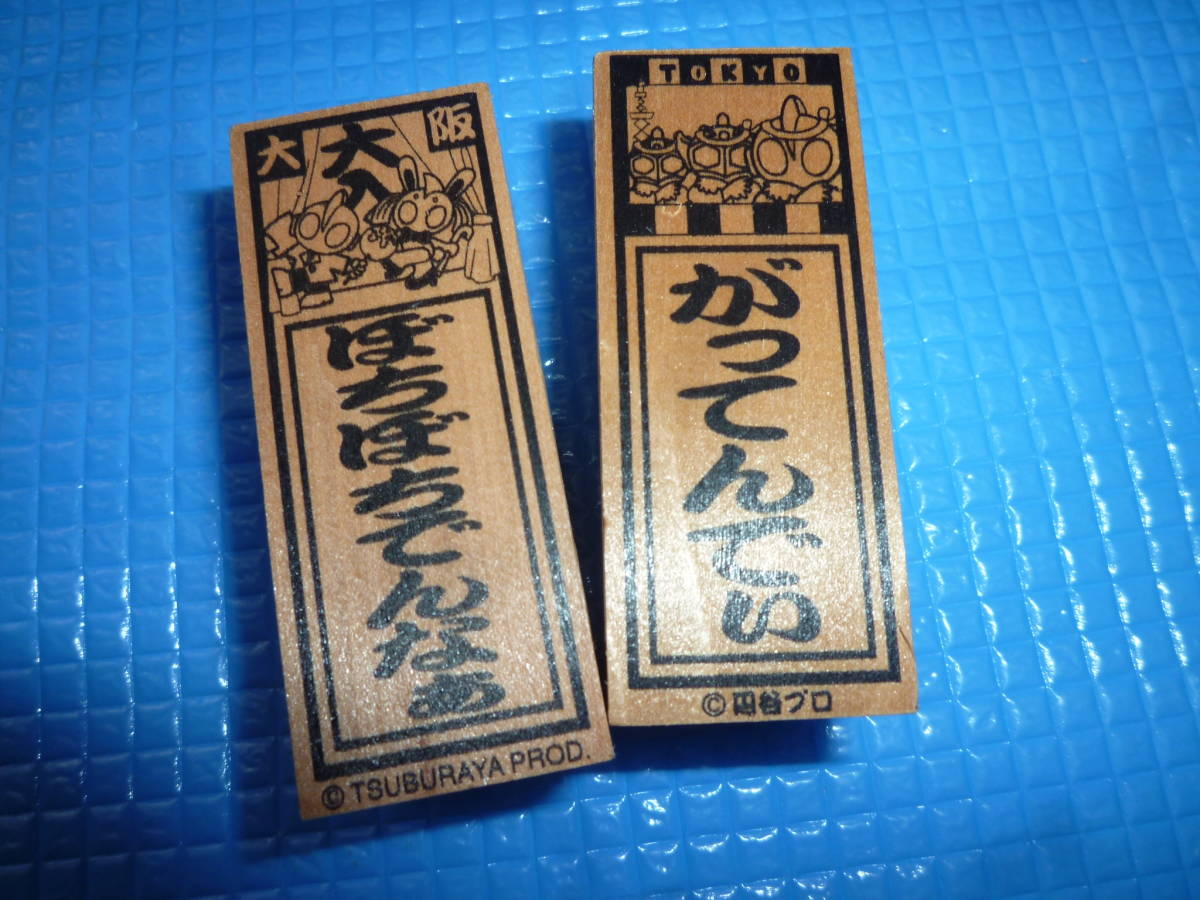 大阪
大入
ぼちぼちでんなぁ
© TSUBURAYA PROD.
TOKYO
がってんでい
© 円谷プロ